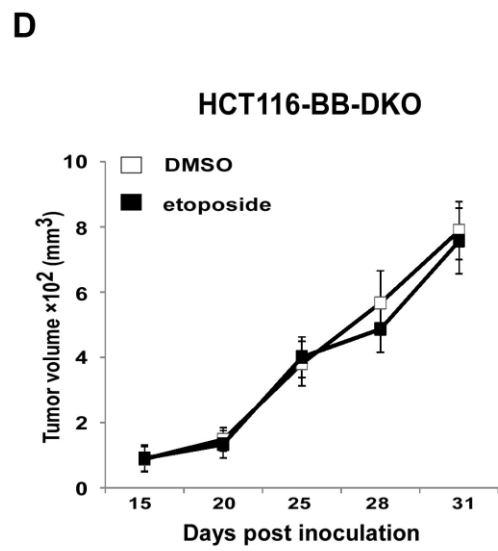 D
HCT116-BB-DKO
DMSO
etoposide
Tumor volume ×10² (mm³)
10
8
6
4
2
0
15 20 25 28 31
Days post inoculation